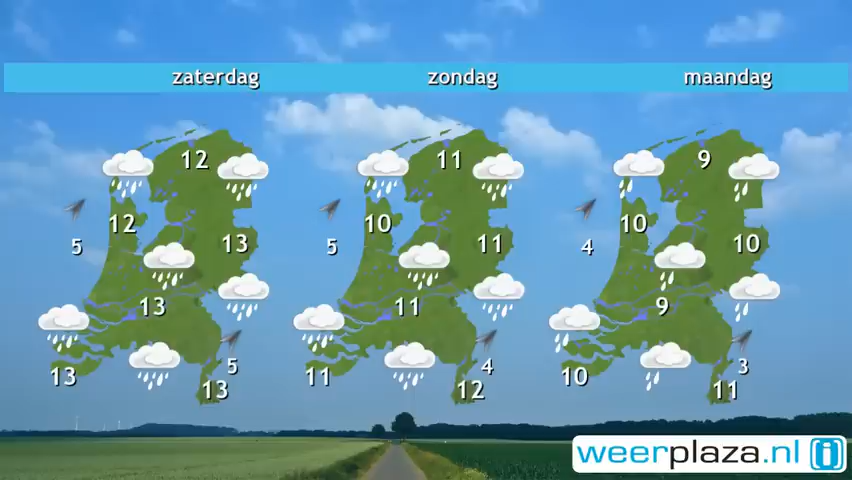 zaterdag zondag maandag
12 11 9
12 10 10
5 13 5 11 4 10
13 11 9
5 4 3
13 13 11 12 10 11
weerplaza.nl